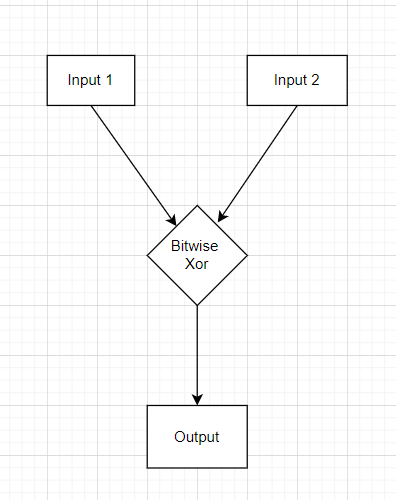 Input 1
Input 2
Bitwise
Xor
Output